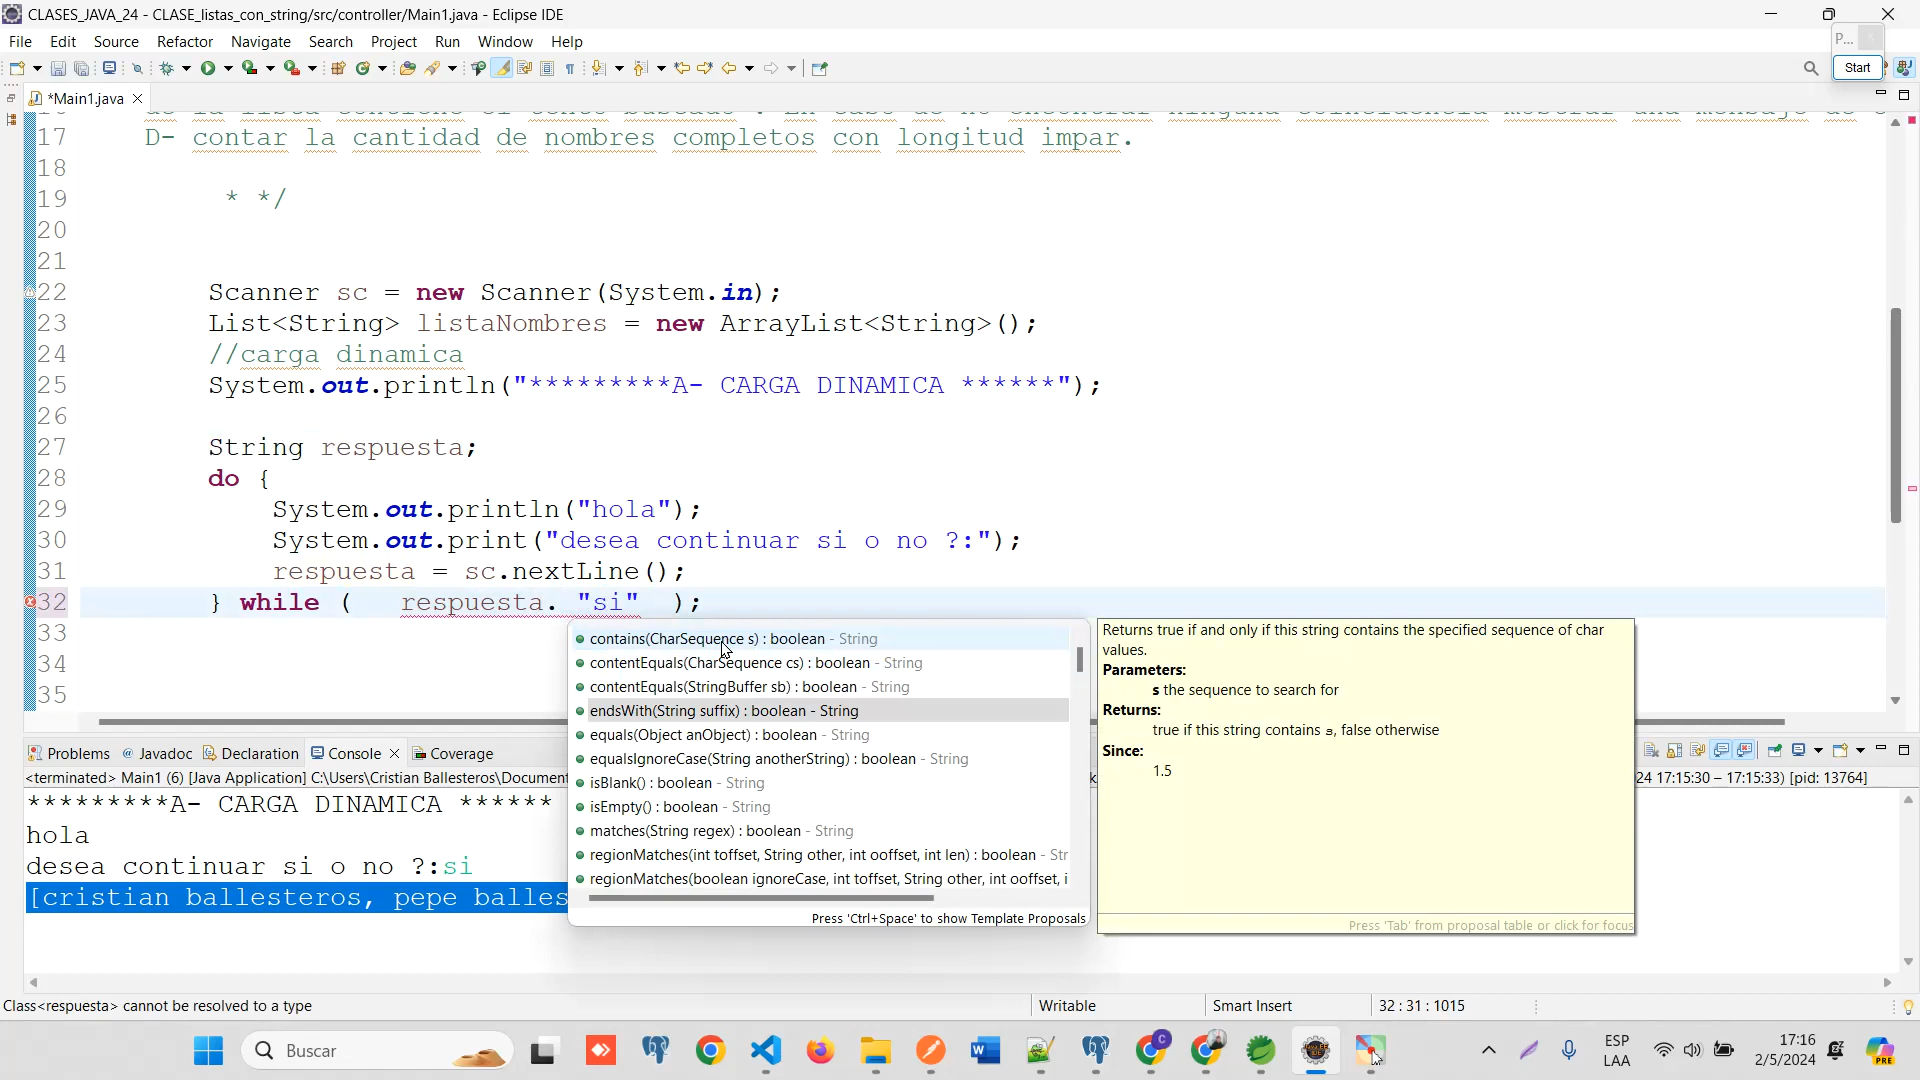 CLASES_JAVA_24 - CLASE_listas_con_string/src/controller/Main1.java - Eclipse IDE
File Edit Source Refactor Navigate Search Project Run Window Help
P...
Start
*Main1.java
17 D- contar la cantidad de nombres completos con longitud impar.
18
19 * */
20
21
22 Scanner sc = new Scanner(System.in);
23 List<String> listaNombres = new ArrayList<String>();
24 //carga dinamica
25 System.out.println("*********A- CARGA DINAMICA ******");
26
27 String respuesta;
28 do {
29 System.out.println("hola");
30 System.out.print("desea continuar si o no ?:");
31 respuesta = sc.nextLine();
32 } while ( respuesta. "si" );
33
34
35
contains(CharSequence s) : boolean - String
contentEquals(CharSequence cs) : boolean - String
contentEquals(StringBuffer sb) : boolean - String
endsWith(String suffix) : boolean - String
equals(Object anObject) : boolean - String
equalsIgnoreCase(String anotherString) : boolean - String
isBlank() : boolean - String
isEmpty() : boolean - String
matches(String regex) : boolean - String
regionMatches(int toffset, String other, int ooffset, int len) : boolean - Str
regionMatches(boolean ignoreCase, int toffset, String other, int ooffset, i
Press 'Ctrl+Space' to show Template Proposals
Returns true if and only if this string contains the specified sequence of char
values.
Parameters:
s the sequence to search for
Returns:
true if this string contains s, false otherwise
Since:
1.5
Press 'Tab' from proposal table or click for focus
Problems @ Javadoc Declaration Console Coverage
<terminated> Main1 (6) [Java Application] C:\Users\Cristian Ballesteros\Document
24 17:15:30 – 17:15:33) [pid: 13764]
*********A- CARGA DINAMICA ******
hola
desea continuar si o no ?:si
[cristian ballesteros, pepe balles
Class<respuesta> cannot be resolved to a type
Writable
Smart Insert
32 : 31 : 1015
Buscar
ESP
LAA
17:16
2/5/2024
PRE